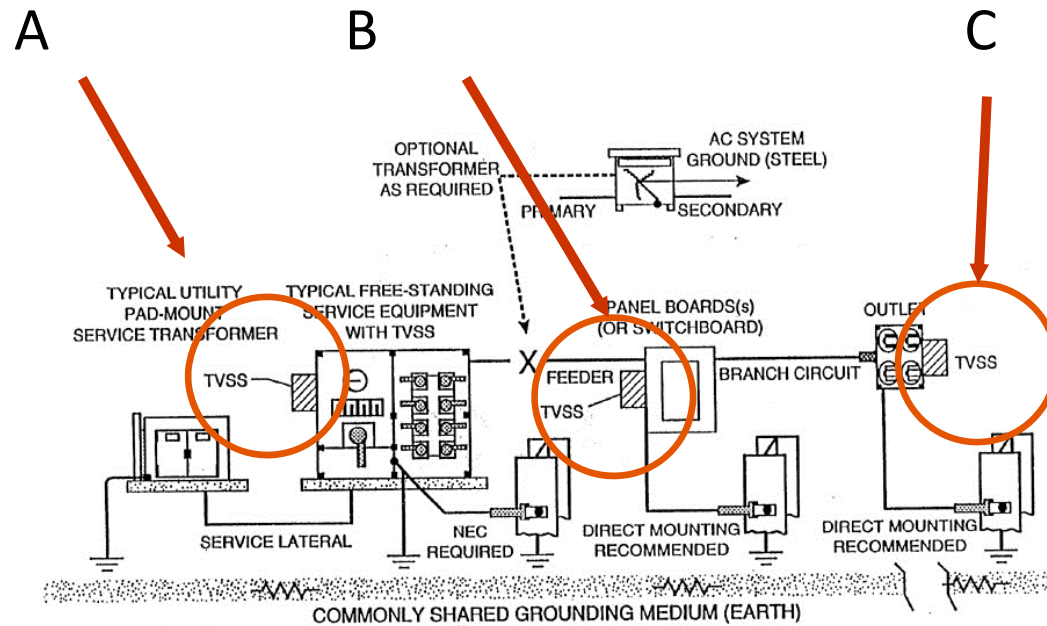 A
B
C
OPTIONAL
TRANSFORMER
AS REQUIRED
AC SYSTEM
GROUND (STEEL)
PRIMARY
SECONDARY
TYPICAL UTILITY
PAD-MOUNT
SERVICE TRANSFORMER
TYPICAL FREE-STANDING
SERVICE EQUIPMENT
WITH TVSS
PANEL BOARDS(s)
(OR SWITCHBOARD)
OUTLET
TVSS
X
FEEDER
TVSS
BRANCH CIRCUIT
TVSS
SERVICE LATERAL
NEC
REQUIRED
DIRECT MOUNTING
RECOMMENDED
DIRECT MOUNTING
RECOMMENDED
COMMONLY SHARED GROUNDING MEDIUM (EARTH)